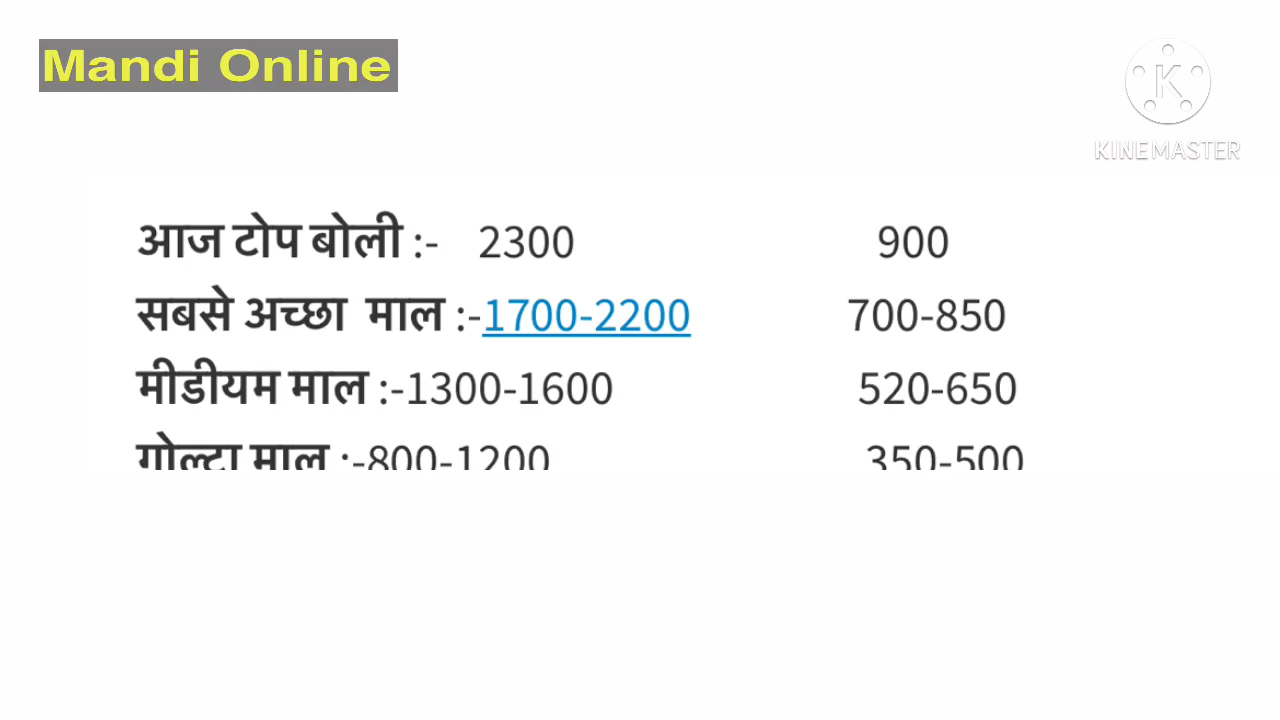 Mandi Online
K
KINEMASTER
आज टोप बोली :- 2300 900
सबसे अच्छा माल :-1700-2200 700-850
मीडीयम माल :-1300-1600 520-650
गोल्टा माल :-800-1200 350-500